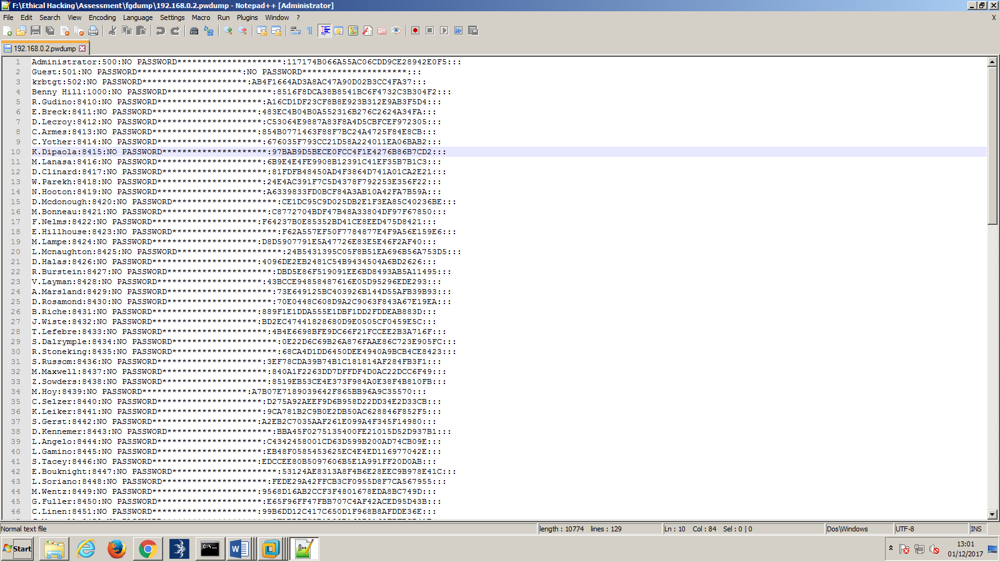 F:\Ethical Hacking\Assessment\fgdump\192.168.0.2.pwdump - Notepad++ [Administrator]
File Edit Search View Encoding Language Settings Macro Run Plugins Window ? X
192.168.0.2.pwdump
1 Administrator:500:NO PASSWORD*********************:117174B066A55AC06CDD9CE28942E0F5:::
2 Guest:501:NO PASSWORD*********************:NO PASSWORD*********************:::
3 krbtgt:502:NO PASSWORD*********************:AB4F1664AD3A8AC47A90D02B3CC4FA37:::
4 Benny Hill:1000:NO PASSWORD*********************:8516F8DCA38B8541BC6F4732C3B304F2:::
5 R.Gudino:8410:NO PASSWORD*********************:A16CD1DF23CF8B8E923B312E9AB3F5D4:::
6 E.Breck:8411:NO PASSWORD*********************:483EC4B04B0A552316B276C2624A34FA:::
7 D.Lecroy:8412:NO PASSWORD*********************:C53064E9887A83F8A4D5CBFCEF972305:::
8 C.Armes:8413:NO PASSWORD*********************:854B0771463F88F7BC24A4725F84E8CB:::
9 C.Yother:8414:NO PASSWORD*********************:676035F793CC21D58A224011EA06BAB2:::
10 K.Dipaola:8415:NO PASSWORD*********************:97BAB9D5BECE0FCC4F1E4276B86B7CD2:::
11 M.Lanasa:8416:NO PASSWORD*********************:6B9E4E4FE9908B12391C41EF35B7B1C3:::
12 D.Clinard:8417:NO PASSWORD*********************:81FDFB48450AD4F3864D741A01CA2E21:::
13 W.Parekh:8418:NO PASSWORD*********************:24E4AC391F7C5D4378F792253E356F22:::
14 N.Hooton:8419:NO PASSWORD*********************:A6339833FD0BCF84A3AB10A42FA7B59A:::
15 D.Mcdonough:8420:NO PASSWORD*********************:CE1DC95C9D025DB2E1F3EA85C40236BE:::
16 M.Bonneau:8421:NO PASSWORD*********************:C8772704BDF47B48A33804DF97F67850:::
17 F.Nelms:8422:NO PASSWORD*********************:F64237B0E85352BD41CE8EED475D8421:::
18 E.Hillhouse:8423:NO PASSWORD*********************:F62A557EF50F7784877E4F9A56E159E6:::
19 M.Lampe:8424:NO PASSWORD*********************:D8D5907791E5A47726E83E5E46F2AF40:::
20 L.Mcnaughton:8425:NO PASSWORD*********************:24B5431395C05F8B51EA696B56A753D5:::
21 D.Halas:8426:NO PASSWORD*********************:4096DE2EB2481C54B9434504A6BD2626:::
22 R.Burstein:8427:NO PASSWORD*********************:DBD5E86F519091EE6BD8493AB5A11495:::
23 V.Layman:8428:NO PASSWORD*********************:43BCCE94858487616E05D95296EDE293:::
24 A.Marsland:8429:NO PASSWORD*********************:73E649125BC403926B144D55AFB39B93:::
25 D.Rosamond:8430:NO PASSWORD*********************:70E0448C608D9A2C9063F843A67E19EA:::
26 B.Riche:8431:NO PASSWORD*********************:889F1E1DDA555E1DBF1DD2FDDEAB883D:::
27 J.Wiste:8432:NO PASSWORD*********************:BD2EC47441828680D9E0505CF0459E5C:::
28 T.Lefebre:8433:NO PASSWORD*********************:4B4E6698BFE9DC66F21FCCEE2B3A716F:::
29 S.Dalrymple:8434:NO PASSWORD*********************:0E22D6C69B26A876FAAE86C723E905FC:::
30 R.Stoneking:8435:NO PASSWORD*********************:68CA4D1DD6450DEE4940A9BCB4CE8423:::
31 S.Russom:8436:NO PASSWORD*********************:3EF78CDA39B74B1C181814AF284FB3F1:::
32 M.Maxwell:8437:NO PASSWORD*********************:840A1F2263DD7DFFDF4D0AC22DCC6F49:::
33 Z.Sowders:8438:NO PASSWORD*********************:8519EB53CE4E373F984A0E38F4B810FB:::
34 M.Hoy:8439:NO PASSWORD*********************:A7B07E7189039642F865BB96A9C35570:::
35 C.Selzer:8440:NO PASSWORD*********************:D275A92AEEF9D6B958D22DD34E2D33CB:::
36 K.Leiker:8441:NO PASSWORD*********************:9CA781B2C9B0E2DB50AC628846F852F5:::
37 S.Gerst:8442:NO PASSWORD*********************:A2EB2C7035AAF261E099A4F345F14980:::
38 D.Kennemer:8443:NO PASSWORD*********************:BBA45F0275135400FE21015D52D937B1:::
39 L.Angelo:8444:NO PASSWORD*********************:C4342458001CD63D599B200AD74CB09E:::
40 L.Gamino:8445:NO PASSWORD*********************:EB48F0585453625EC4E4ED116977042E:::
41 S.Tacey:8446:NO PASSWORD*********************:EDCCEE80B5097606B5E1A991FF20D0AB:::
42 E.Bouknight:8447:NO PASSWORD*********************:53124AE8313A8F4B6E28EEC9B978E41C:::
43 L.Soriano:8448:NO PASSWORD*********************:FEDE29A42FFCB3CF0955D8F7CA567955:::
44 M.Wentz:8449:NO PASSWORD*********************:9568D16AB2CCF3F4801678EDA8BC749D:::
45 G.Fuller:8450:NO PASSWORD*********************:E65F96FF47FBB707C4AF42ACED95D43B:::
46 C.Linen:8451:NO PASSWORD*********************:99B6DD12C417C650D1F968B8AFDDE36E:::
Normal text file length : 10774 lines : 129 Ln : 10 Col : 84 Sel : 0 | 0 Dos\Windows UTF-8 INS
Start 13:01
01/12/2017